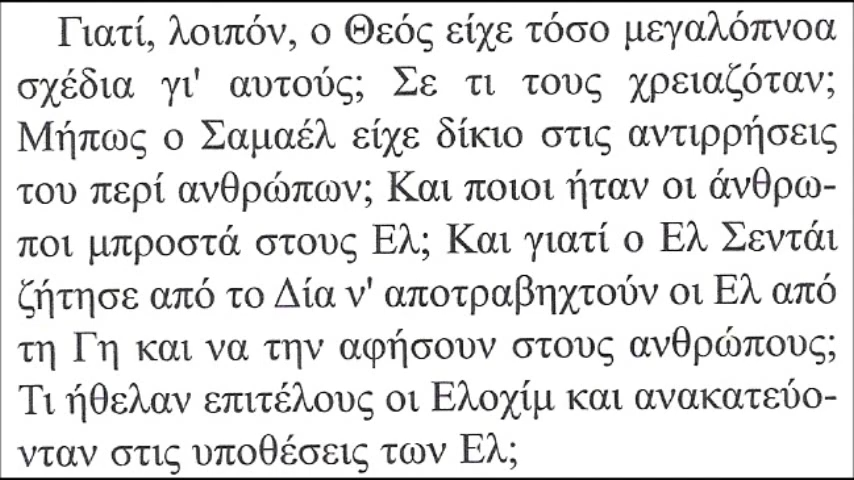 Γιατί, λοιπόν, ο Θεός είχε τόσο μεγαλόπνοα
σχέδια γι' αυτούς; Σε τι τους χρειαζόταν;
Μήπως ο Σαμαέλ είχε δίκιο στις αντιρρήσεις
του περί ανθρώπων; Και ποιοι ήταν οι άνθρω-
ποι μπροστά στους Ελ; Και γιατί ο Ελ Σεντάι
ζήτησε από το Δία ν' αποτραβηχτούν οι Ελ από
τη Γη και να την αφήσουν στους ανθρώπους;
Τι ήθελαν επιτέλους οι Ελοχίμ και ανακατεύο-
νταν στις υποθέσεις των Ελ;